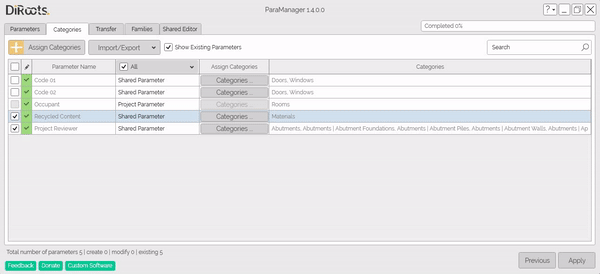 DiRoots.
ParaManager 1.4.0.0
?
Parameters Categories Transfer Families Shared Editor
Completed 0%
Assign Categories Import/Export Show Existing Parameters Search
Parameter Name All Assign Categories Categories
Code 01 Shared Parameter Categories ... Doors, Windows
Code 02 Shared Parameter Categories ... Doors, Windows
Occupant Project Parameter Categories ... Rooms
Recycled Content Shared Parameter Categories ... Materials
Project Reviewer Shared Parameter Categories ... Abutments, Abutments | Abutment Foundations, Abutments | Abutment Piles, Abutments | Abutment Walls, Abutments | Ap
Total number of parameters 5 | create 0 | modify 0 | existing 5
Feedback Donate Custom Software Previous Apply